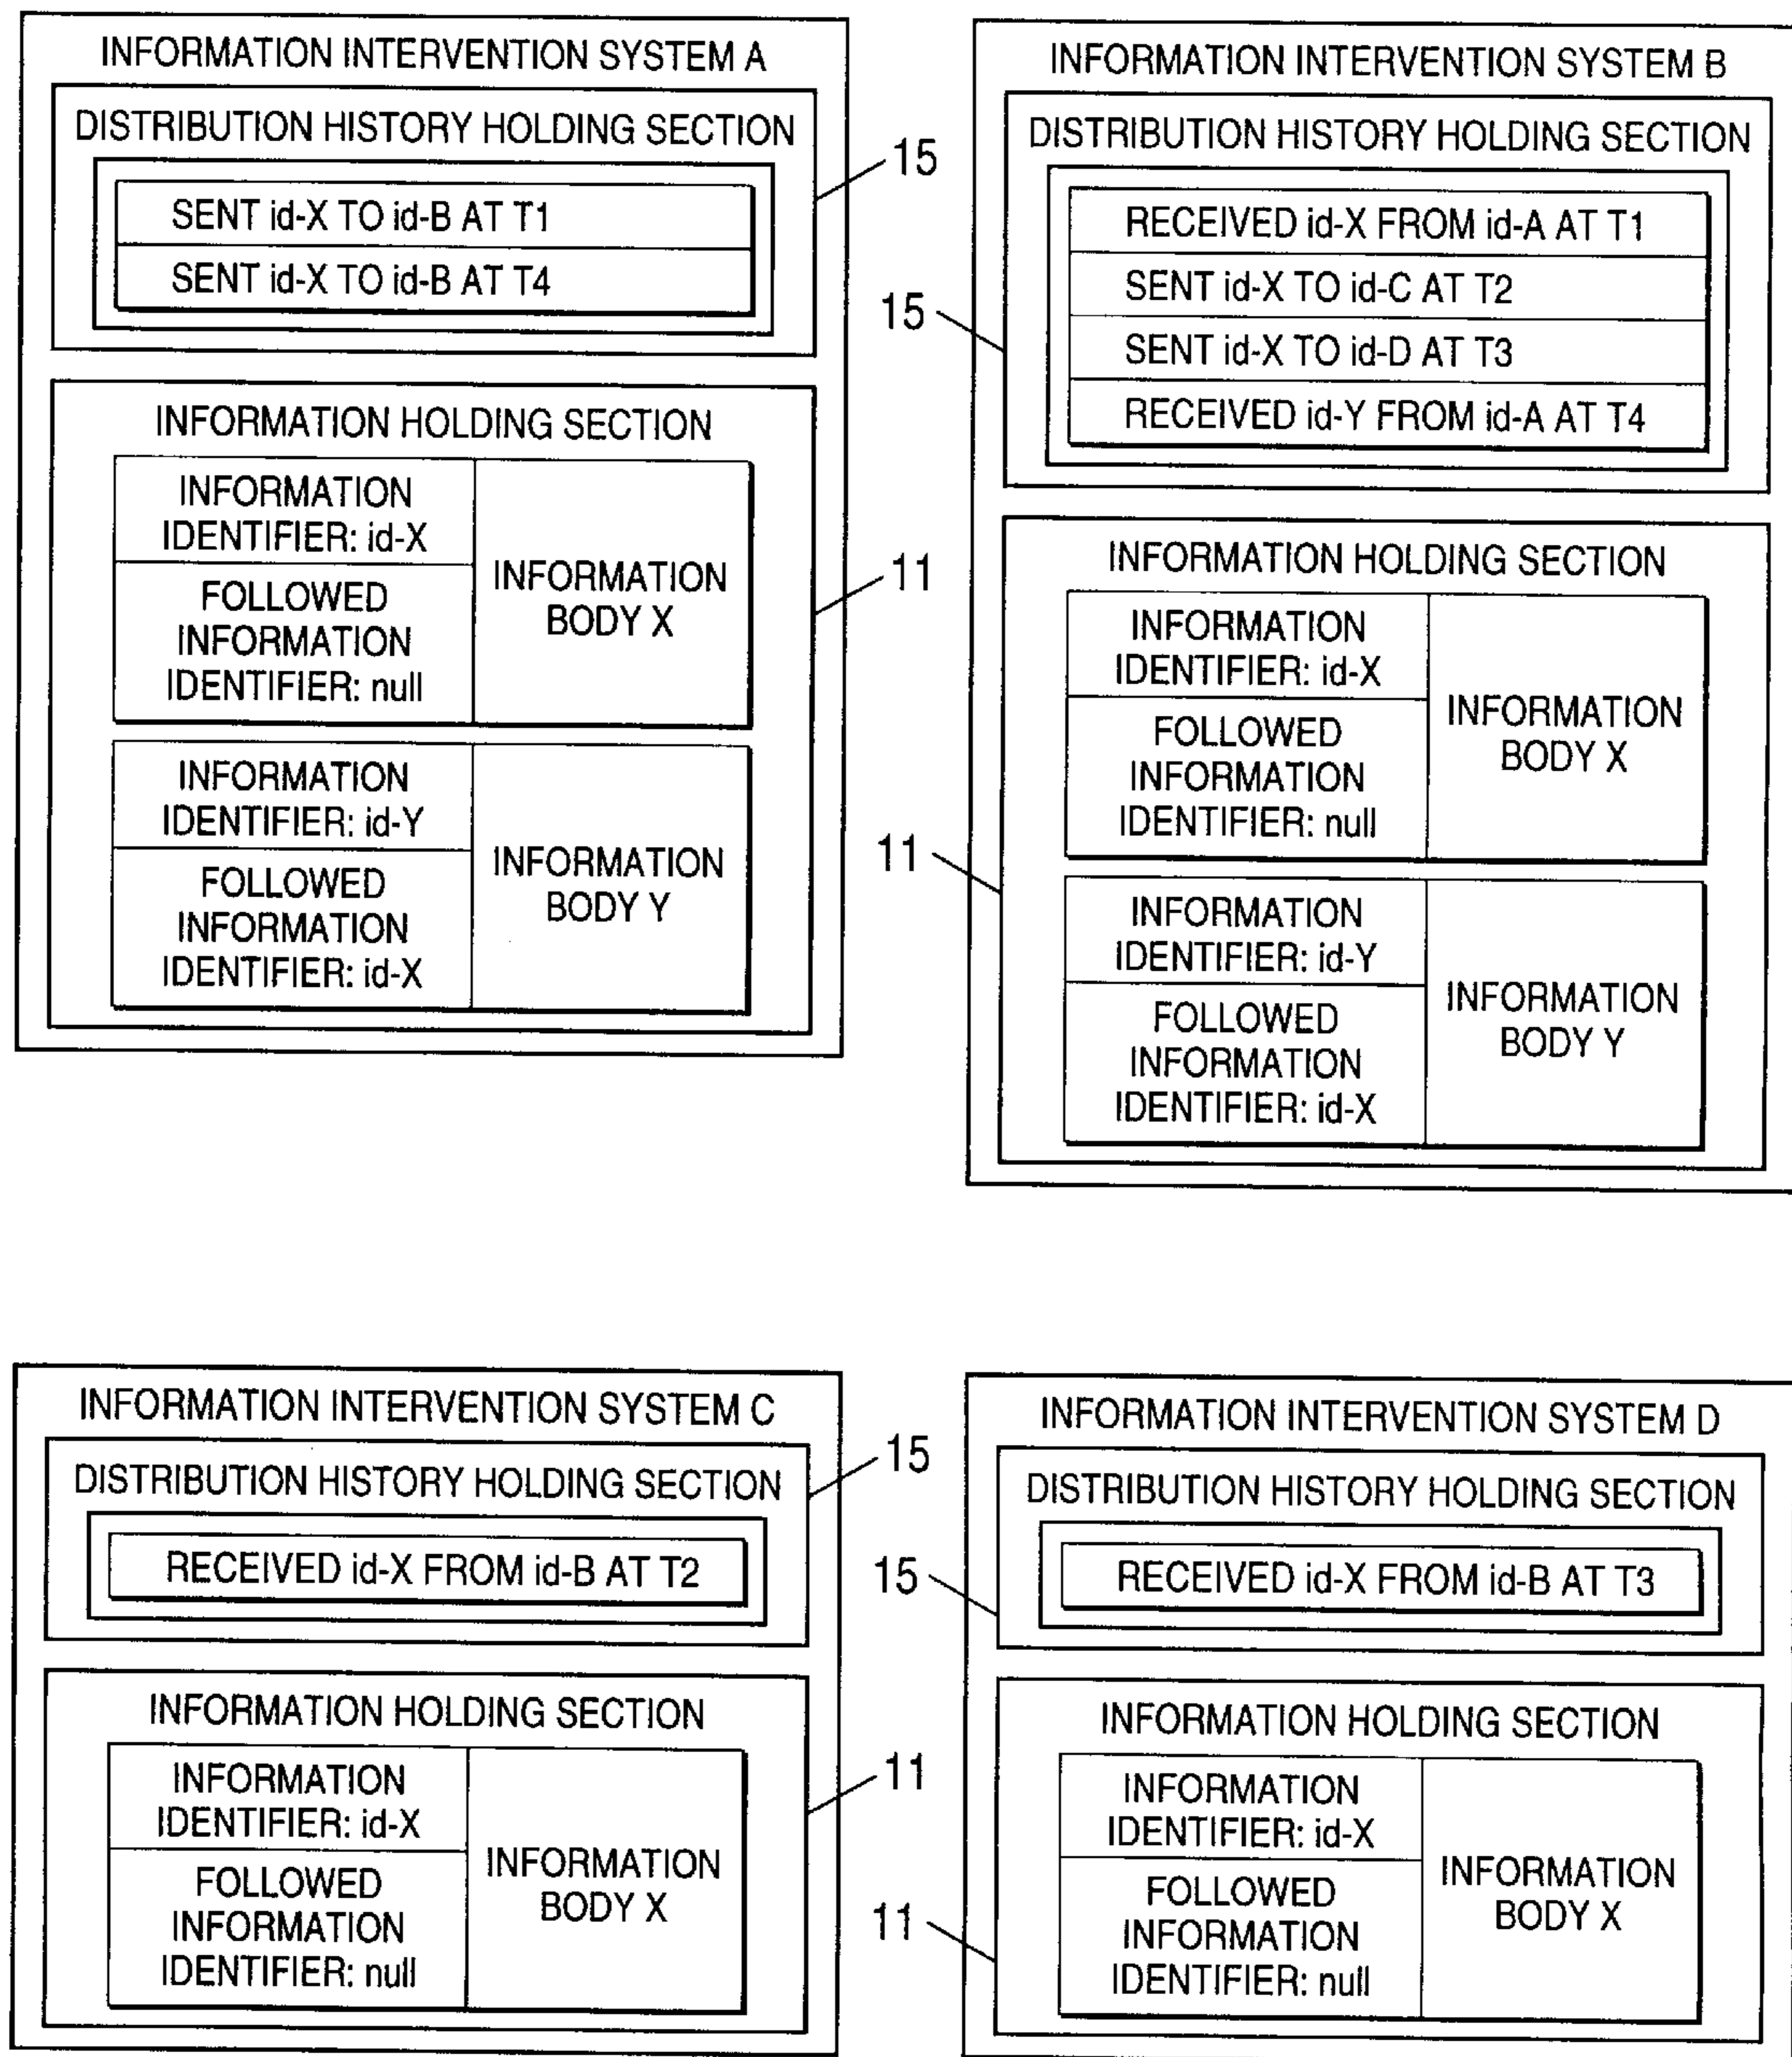 INFORMATION INTERVENTION SYSTEM A
DISTRIBUTION HISTORY HOLDING SECTION
15
SENT id-X TO id-B AT T1
SENT id-X TO id-B AT T4
INFORMATION HOLDING SECTION
11
INFORMATION
IDENTIFIER: id-X
FOLLOWED
INFORMATION
IDENTIFIER: null
INFORMATION
BODY X
INFORMATION
IDENTIFIER: id-Y
FOLLOWED
INFORMATION
IDENTIFIER: id-X
INFORMATION
BODY Y
INFORMATION INTERVENTION SYSTEM B
DISTRIBUTION HISTORY HOLDING SECTION
15
RECEIVED id-X FROM id-A AT T1
SENT id-X TO id-C AT T2
SENT id-X TO id-D AT T3
RECEIVED id-Y FROM id-A AT T4
INFORMATION HOLDING SECTION
11
INFORMATION
IDENTIFIER: id-X
FOLLOWED
INFORMATION
IDENTIFIER: null
INFORMATION
BODY X
INFORMATION
IDENTIFIER: id-Y
FOLLOWED
INFORMATION
IDENTIFIER: id-X
INFORMATION
BODY Y
INFORMATION INTERVENTION SYSTEM C
DISTRIBUTION HISTORY HOLDING SECTION
15
RECEIVED id-X FROM id-B AT T2
INFORMATION HOLDING SECTION
11
INFORMATION
IDENTIFIER: id-X
FOLLOWED
INFORMATION
IDENTIFIER: null
INFORMATION
BODY X
INFORMATION INTERVENTION SYSTEM D
DISTRIBUTION HISTORY HOLDING SECTION
15
RECEIVED id-X FROM id-B AT T3
INFORMATION HOLDING SECTION
11
INFORMATION
IDENTIFIER: id-X
FOLLOWED
INFORMATION
IDENTIFIER: null
INFORMATION
BODY X